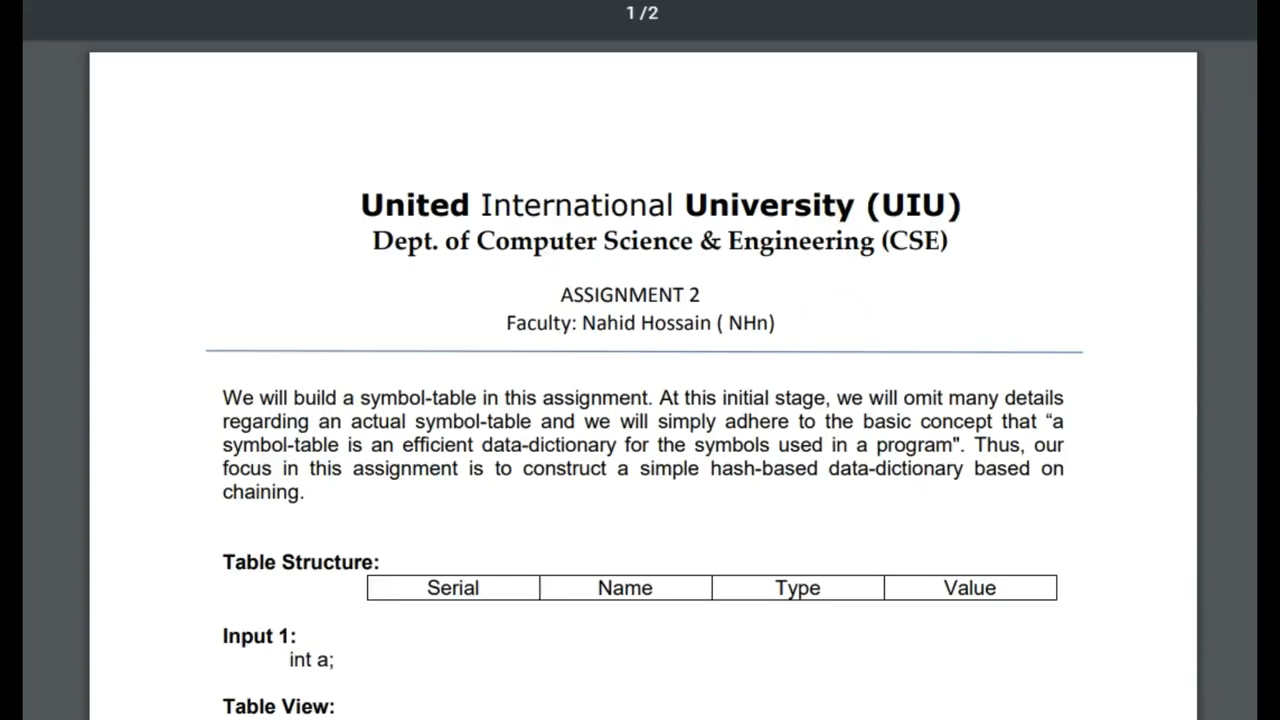 1 /2
United International University (UIU)
Dept. of Computer Science & Engineering (CSE)
ASSIGNMENT 2
Faculty: Nahid Hossain ( NHn)
We will build a symbol-table in this assignment. At this initial stage, we will omit many details
regarding an actual symbol-table and we will simply adhere to the basic concept that “a
symbol-table is an efficient data-dictionary for the symbols used in a program". Thus, our
focus in this assignment is to construct a simple hash-based data-dictionary based on
chaining.
Table Structure:
Serial Name Type Value
Input 1:
int a;
Table View: